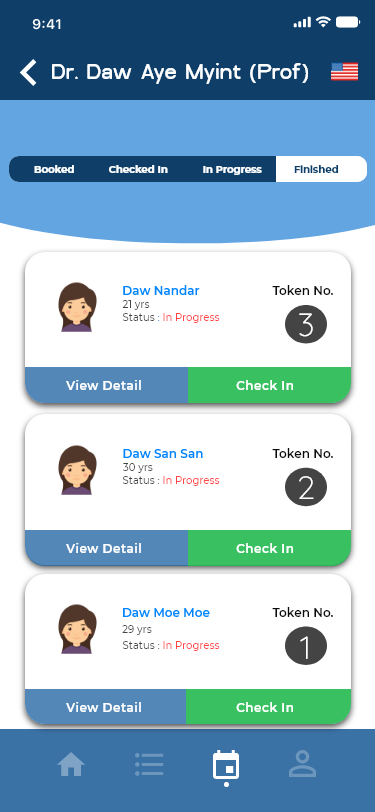 9:41
Dr. Daw Aye Myint (Prof)
Booked Checked In In Progress Finished
Daw Nandar Token No.
21 yrs
Status : In Progress
3
View Detail Check In
Daw San San Token No.
30 yrs
Status : In Progress
2
View Detail Check In
Daw Moe Moe Token No.
29 yrs
Status : In Progress
1
View Detail Check In